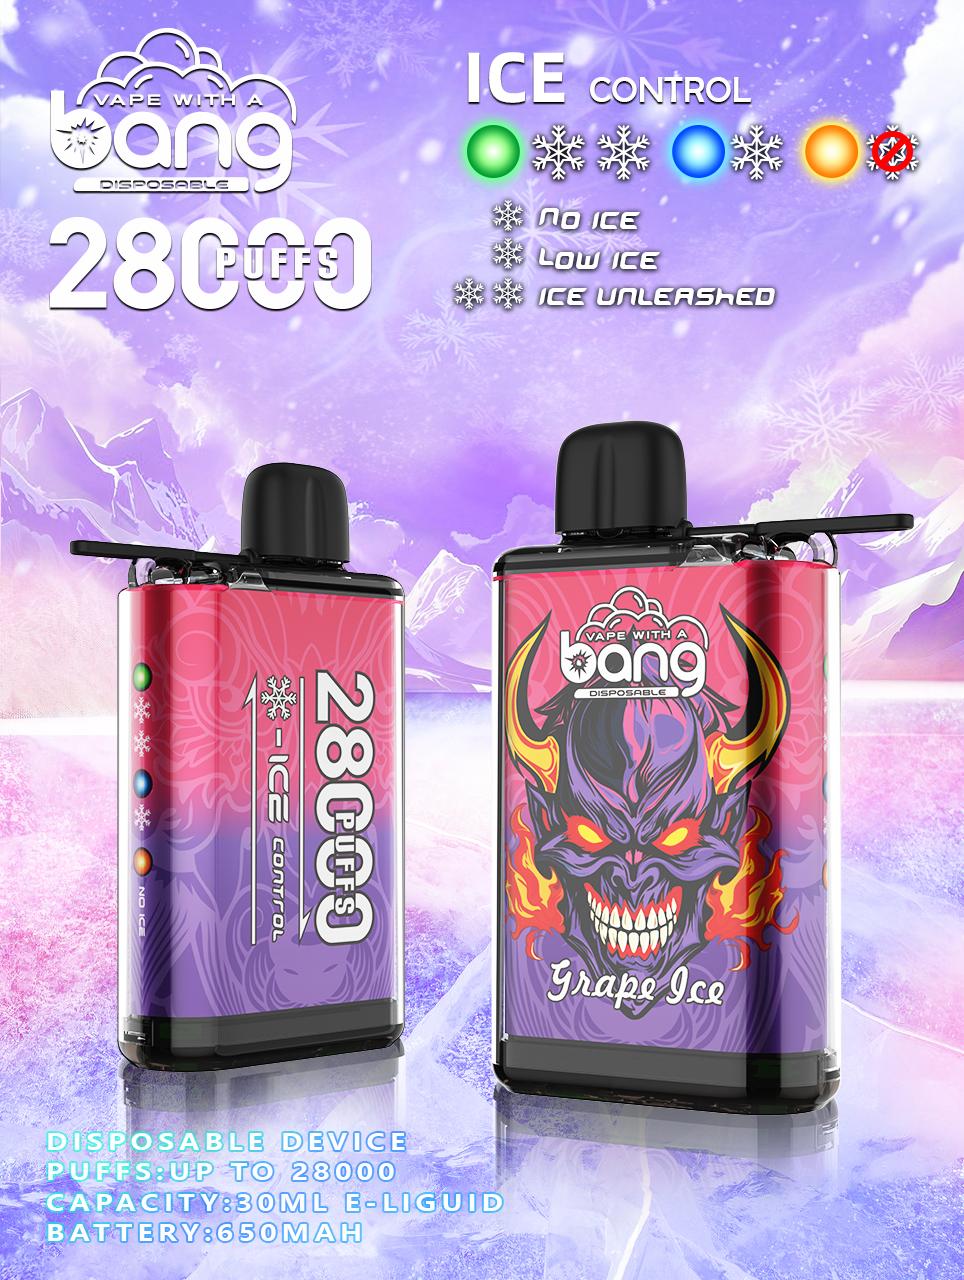 VAPE WITH A
bang
DISPOSABLE
28000
PUFFS
ICE CONTROL
NO ICE
LOW ICE
ICE UNLEASHED
28000
PUFFS
-ICE CONTROL
NO ICE
VAPE WITH A
bang
DISPOSABLE
Grape Ice
DISPOSABLE DEVICE
PUFFS:UP TO 28000
CAPACITY:30ML E-LIGUID
BATTERY:650MAH